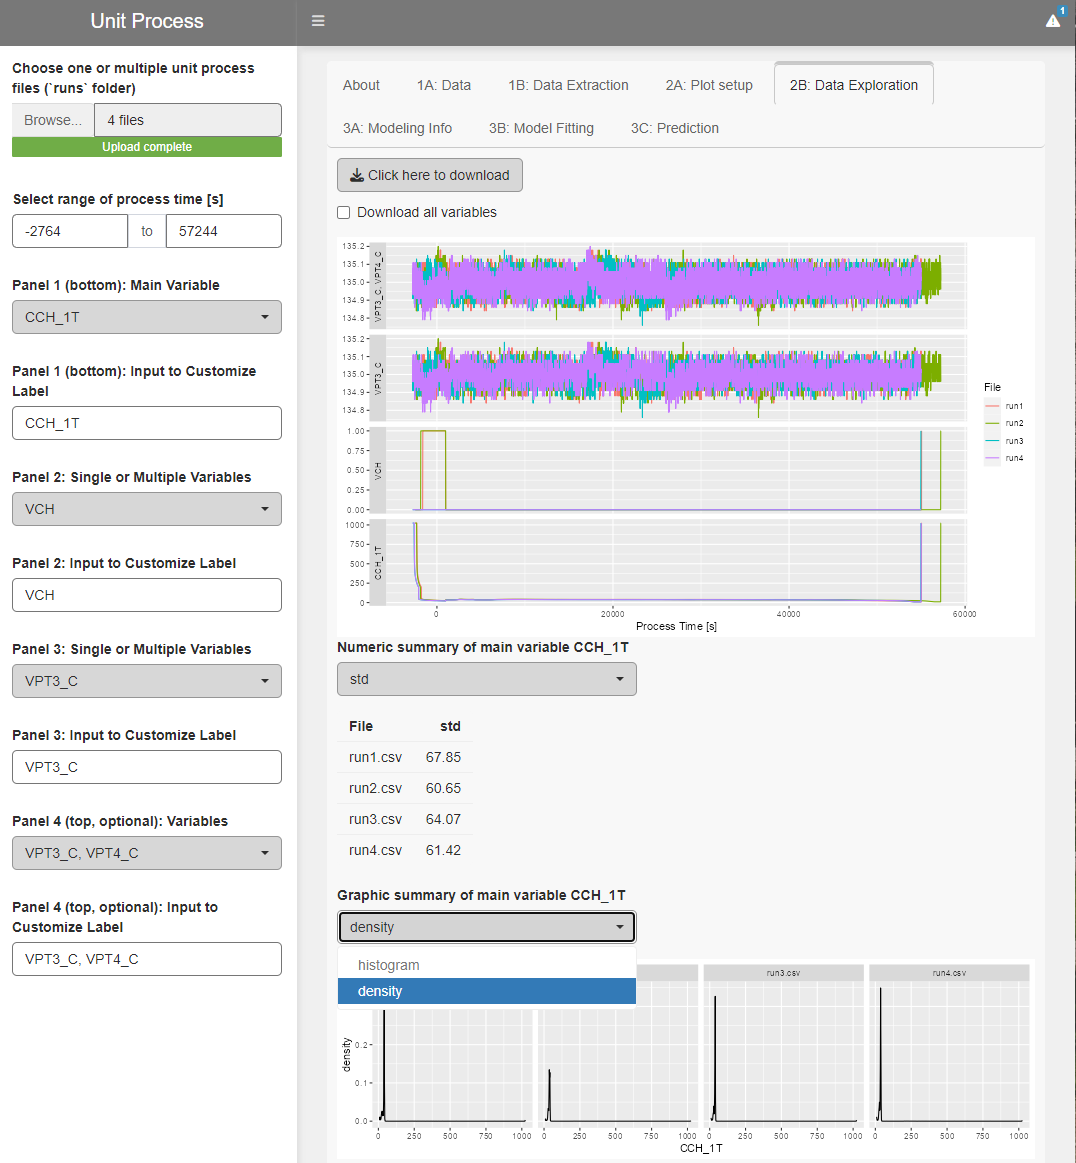 Unit Process
1
Choose one or multiple unit process
files (`runs` folder)
Browse...
4 files
Upload complete
Select range of process time [s]
-2764
to
57244
Panel 1 (bottom): Main Variable
CCH_1T
Panel 1 (bottom): Input to Customize
Label
CCH_1T
Panel 2: Single or Multiple Variables
VCH
Panel 2: Input to Customize Label
VCH
Panel 3: Single or Multiple Variables
VPT3_C
Panel 3: Input to Customize Label
VPT3_C
Panel 4 (top, optional): Variables
VPT3_C, VPT4_C
Panel 4 (top, optional): Input to
Customize Label
VPT3_C, VPT4_C
About
1A: Data
1B: Data Extraction
2A: Plot setup
2B: Data Exploration
3A: Modeling Info
3B: Model Fitting
3C: Prediction
Click here to download
Download all variables
135.2
135.1
135.0
134.9
134.8
VPT3_C, VPT4_C
135.2
135.1
135.0
134.9
134.8
VPT3_C
1.00
0.75
0.50
0.25
0.00
VCH
1000
750
500
250
0
CCH_1T
0
20000
40000
60000
Process Time [s]
File
run1
run2
run3
run4
Numeric summary of main variable CCH_1T
std
File std
run1.csv 67.85
run2.csv 60.65
run3.csv 64.07
run4.csv 61.42
Graphic summary of main variable CCH_1T
density
histogram
density
run3.csv
run4.csv
density
0.2
0.1
0.0
0 250 500 750 1000
0 250 500 750 1000
0 250 500 750 1000
0 250 500 750 1000
CCH_1T